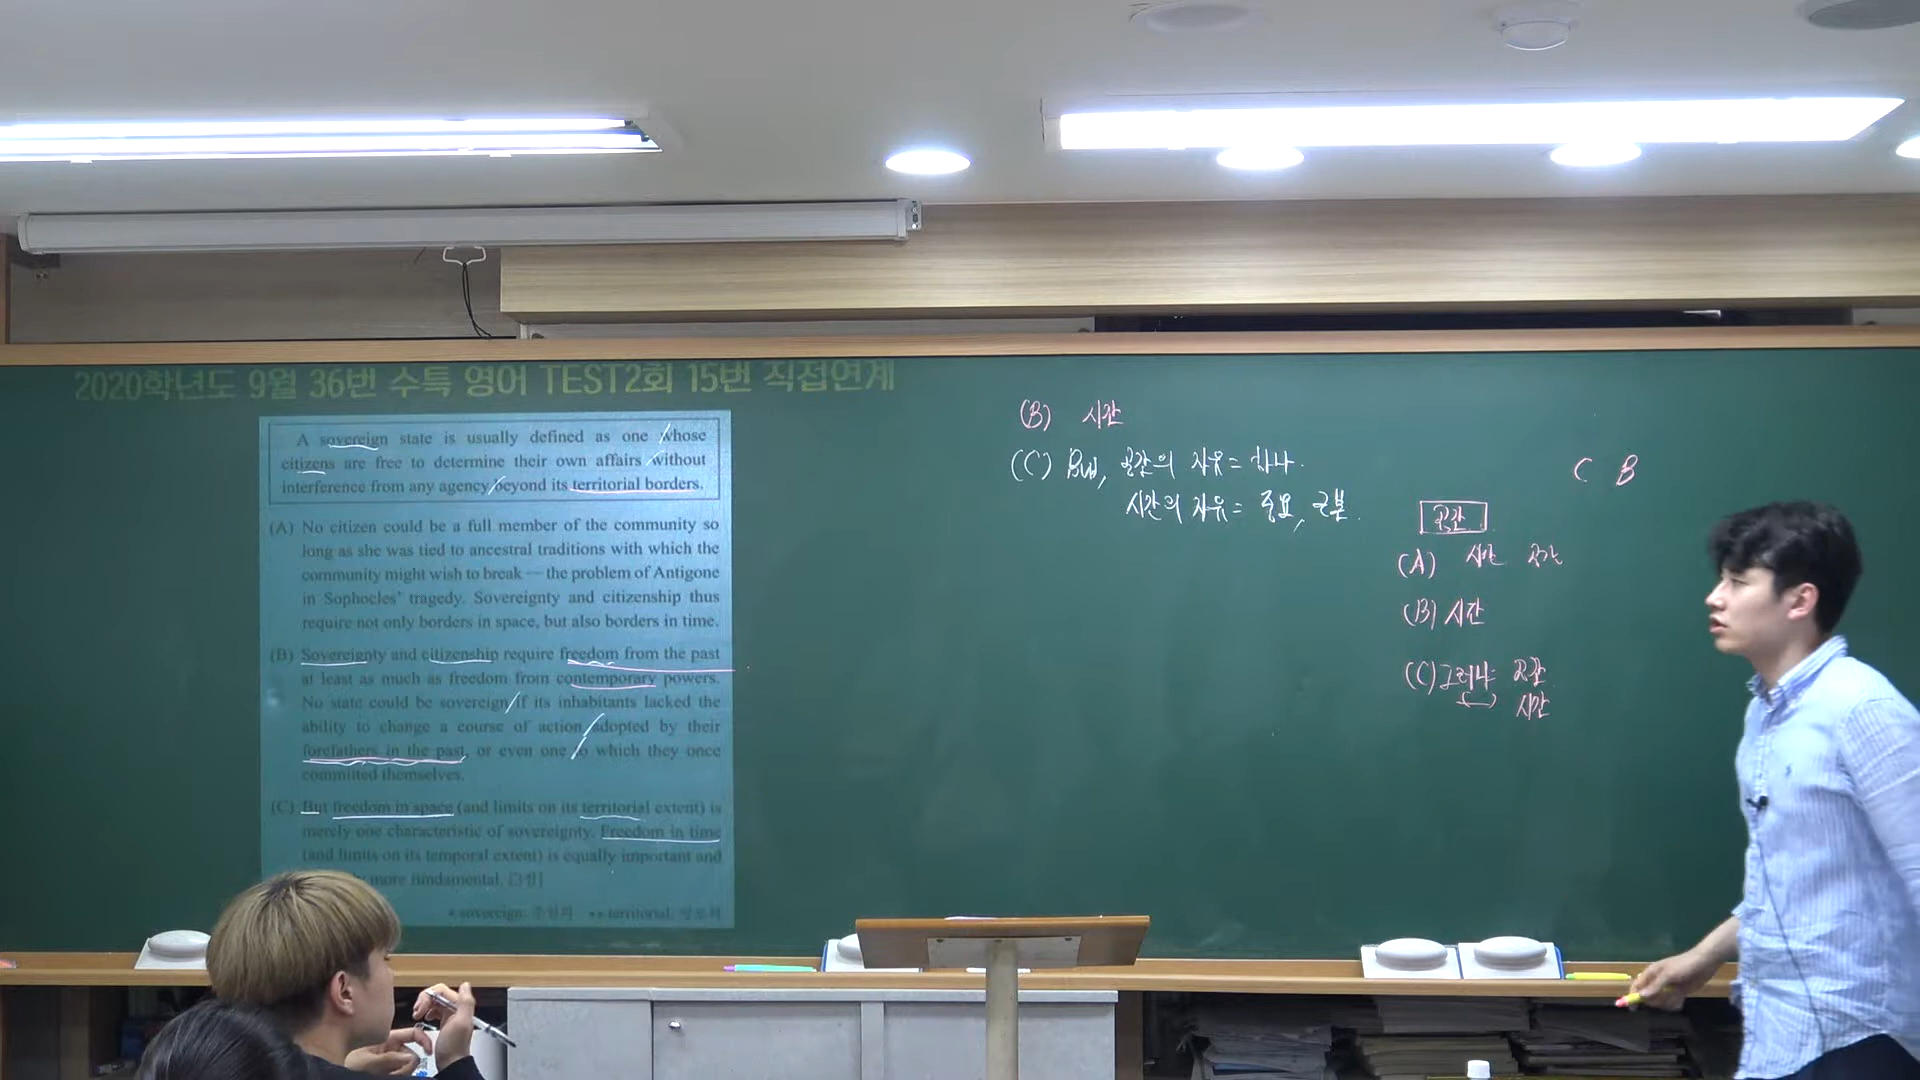 2020학년도 9월 36번 수특 영어 TEST2회 15번 직접연계
A sovereign state is usually defined as one whose
citizens are free to determine their own affairs without
interference from any agency beyond its territorial borders.
(A) No citizen could be a full member of the community so
long as she was tied to ancestral traditions with which the
community might wish to break — the problem of Antigone
in Sophocles' tragedy. Sovereignty and citizenship thus
require not only borders in space, but also borders in time.
(B) Sovereignty and citizenship require freedom from the past
at least as much as freedom from contemporary powers.
No state could be sovereign if its inhabitants lacked the
ability to change a course of action adopted by their
forefathers in the past, or even one to which they once
committed themselves.
(C) But freedom in space (and limits on its territorial extent) is
merely one characteristic of sovereignty. Freedom in time
(and limits on its temporal extent) is equally important and
more fundamental. [3점]
* sovereign: 주권의 ** territorial: 영토의
(B) 시간
(C) But, 공간의 자유 = 하나.
시간의 자유 = 중요, 근본.
C B
공간
(A) 시간 공간
(B) 시간
(C) 그러나 공간
시간